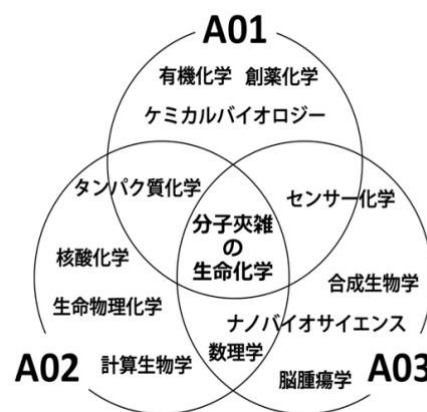 A01
有機化学 創薬化学
ケミカルバイオロジー
タンパク質化学
センサー化学
分子夾雑
の
生命化学
核酸化学
合成生物学
生命物理化学
ナノバイオサイエンス
数理学
A02
計算生物学
脳腫瘍学
A03